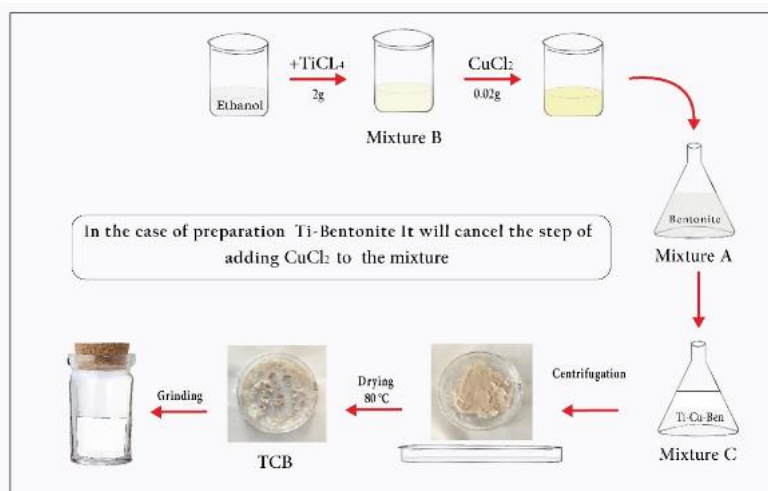 +TiCL4
CuCl2
Ethanol
2g
0.02g
Mixture B
Bentonite
Mixture A
In the case of preparation Ti-Bentonite It will cancel the step of
adding CuCl2 to the mixture
Centrifugation
Drying
80 °C
Grinding
Ti-Cu-Ben
Mixture C
TCB